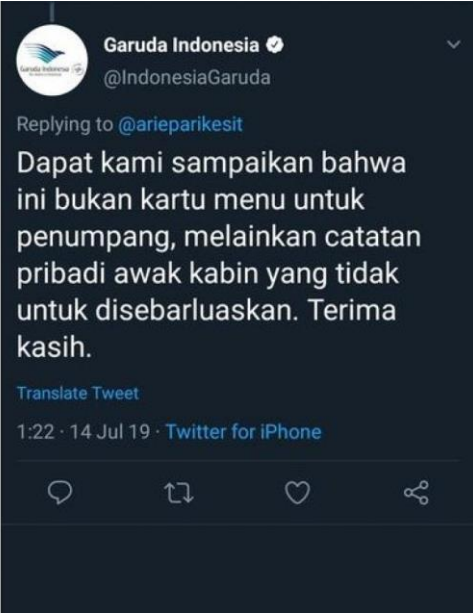 Garuda Indonesia
@IndonesiaGaruda
Replying to @arieparikesit
Dapat kami sampaikan bahwa
ini bukan kartu menu untuk
penumpang, melainkan catatan
pribadi awak kabin yang tidak
untuk disebarluaskan. Terima
kasih.
Translate Tweet
1:22 · 14 Jul 19 · Twitter for iPhone